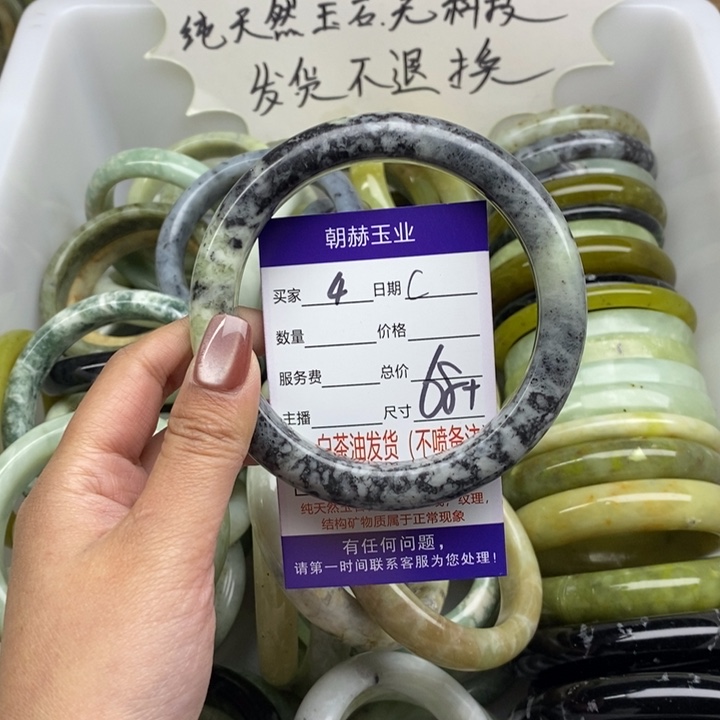 纯天然玉石.无科技
发货不退换
朝赫玉业
买家 4 日期 C
数量 价格
服务费 总价
主播 尺寸 68+
白茶油发货（不喷备注
纹理,
结构矿物质属于正常现象
有任何问题,
请第一时间联系客服为您处理!